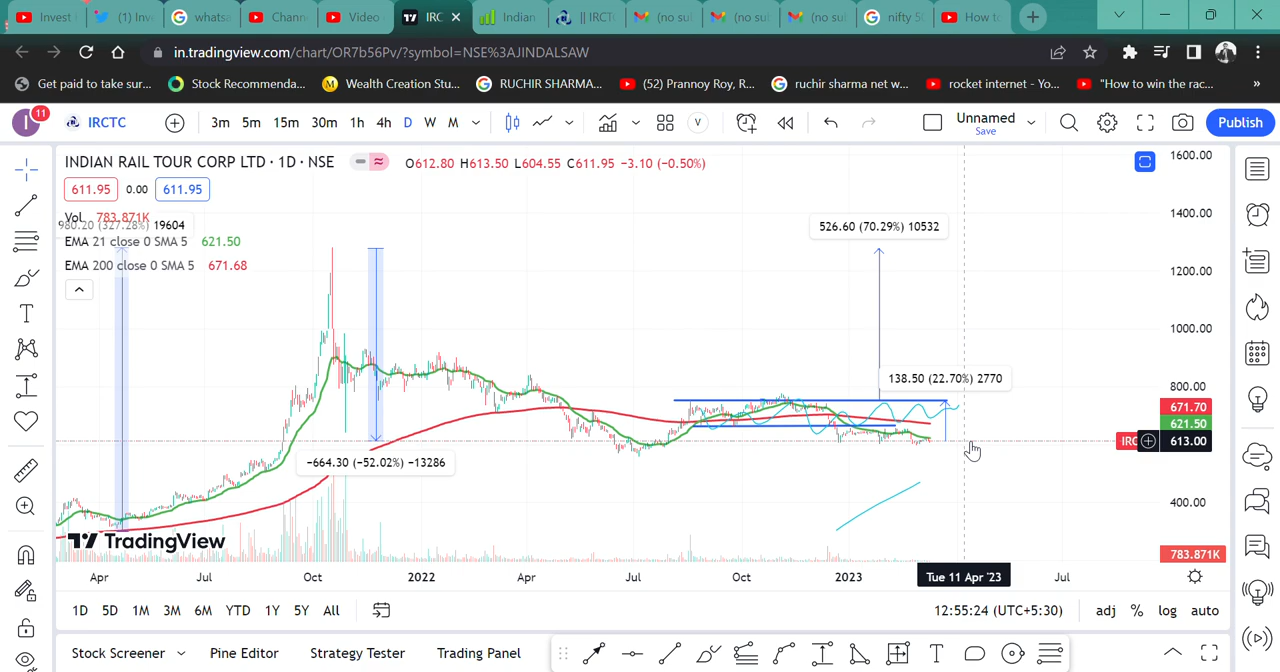 Invest
(1) Inve
whats
Chann
Video
IRC
Indian
|| IRCT
(no sul
(no su
(no su
nifty 5
How to
in.tradingview.com/chart/OR7b56Pv/?symbol=NSE%3AJINDALSAW
Get paid to take sur...
Stock Recommenda...
Wealth Creation Stu...
RUCHIR SHARMA...
(52) Prannoy Roy, R...
ruchir sharma net w...
rocket internet - Yo...
"How to win the rac...
»
I 11 IRCTC 3m 5m 15m 30m 1h 4h D W M V Unnamed Save Publish
INDIAN RAIL TOUR CORP LTD · 1D · NSE O612.80 H613.50 L604.55 C611.95 −3.10 (−0.50%)
611.95 0.00 611.95
Vol 783.871K
980.20 (327.28%) 19604
EMA 21 close 0 SMA 5 621.50
EMA 200 close 0 SMA 5 671.68
526.60 (70.29%) 10532
138.50 (22.70%) 2770
−664.30 (−52.02%) −13286
1600.00
1400.00
1200.00
1000.00
800.00
671.70
621.50
IRC 613.00
400.00
783.871K
TradingView
Apr Jul Oct 2022 Apr Jul Oct 2023 Tue 11 Apr '23 Jul
1D 5D 1M 3M 6M YTD 1Y 5Y All 12:55:24 (UTC+5:30) adj % log auto
Stock Screener Pine Editor Strategy Tester Trading Panel